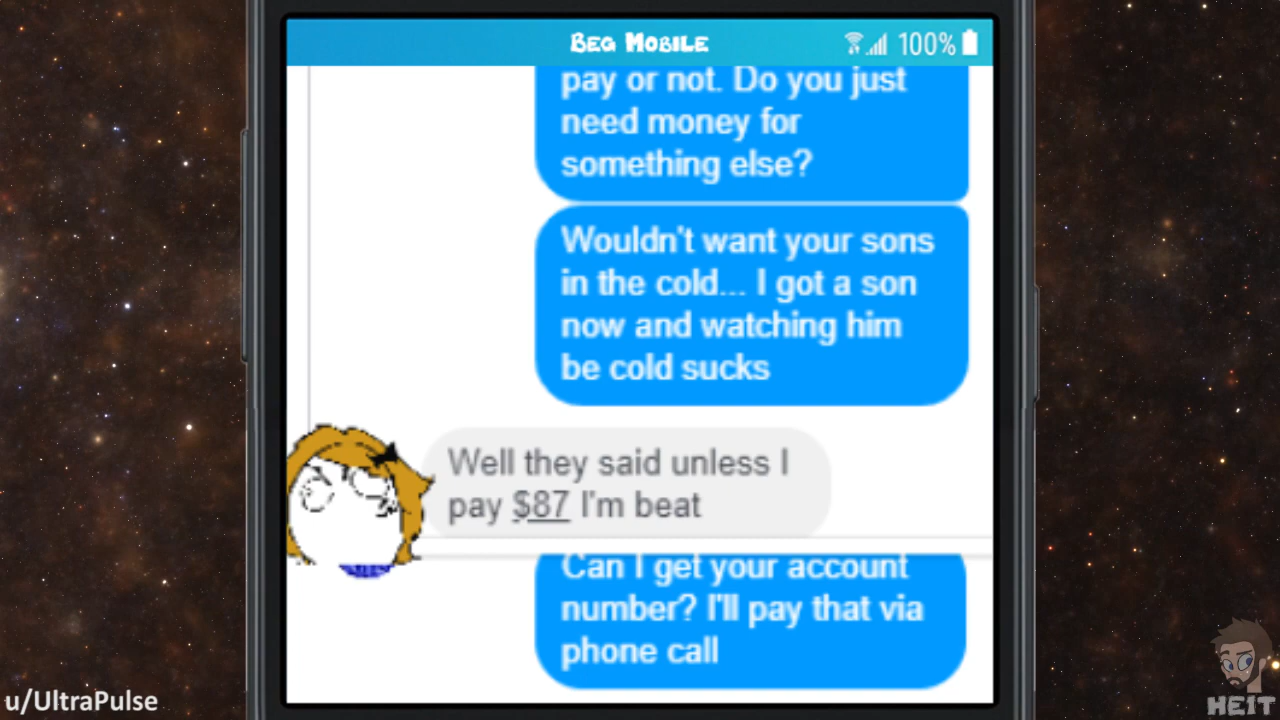 Beg Mobile
100%
pay or not. Do you just
need money for
something else?
Wouldn't want your sons
in the cold... I got a son
now and watching him
be cold sucks
Well they said unless I
pay $87 I'm beat
Can I get your account
number? I'll pay that via
phone call
u/UltraPulse
HEIT